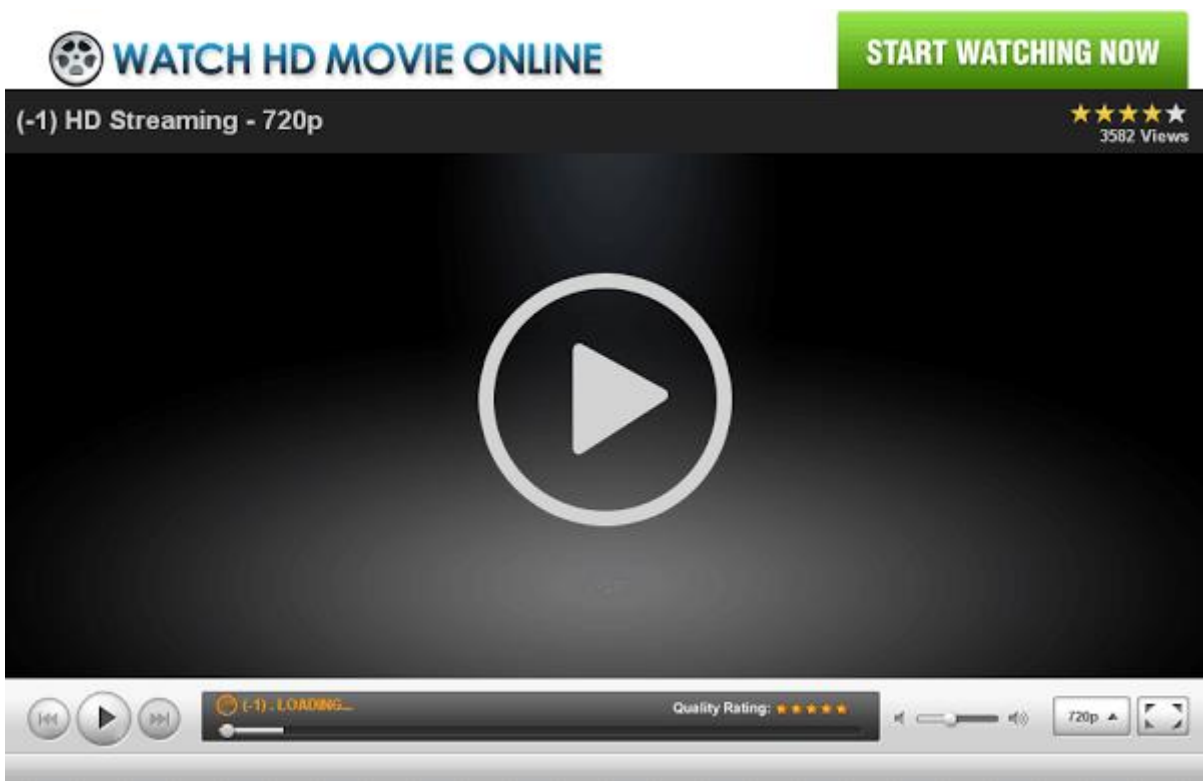 WATCH HD MOVIE ONLINE
START WATCHING NOW
(-1) HD Streaming - 720p
3582 Views
(-1) . LOADING...
Quality Rating:
720p